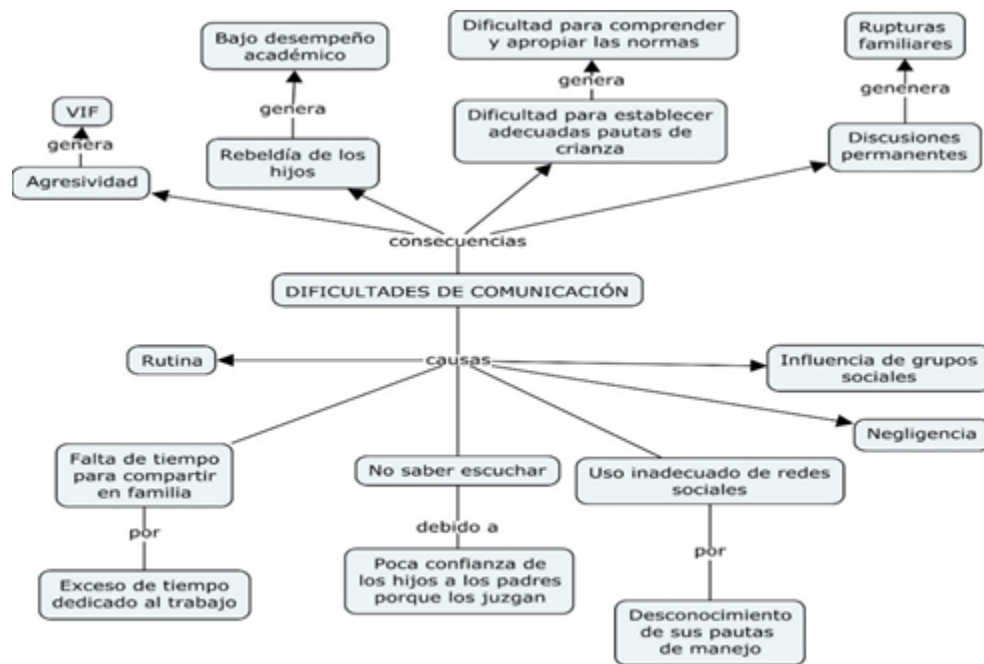 Bajo desempeño
académico
Dificultad para comprender
y apropiar las normas
Rupturas
familiares
VIF
genera
genera
genera
genenera
Agresividad
Rebeldía de los
hijos
Dificultad para establecer
adecuadas pautas de
crianza
Discusiones
permanentes
consecuencias
DIFICULTADES DE COMUNICACIÓN
causas
Rutina
Influencia de grupos
sociales
Negligencia
Falta de tiempo
para compartir
en familia
No saber escuchar
Uso inadecuado de redes
sociales
por
debido a
por
Exceso de tiempo
dedicado al trabajo
Poca confianza de
los hijos a los padres
porque los juzgan
Desconocimiento
de sus pautas
de manejo